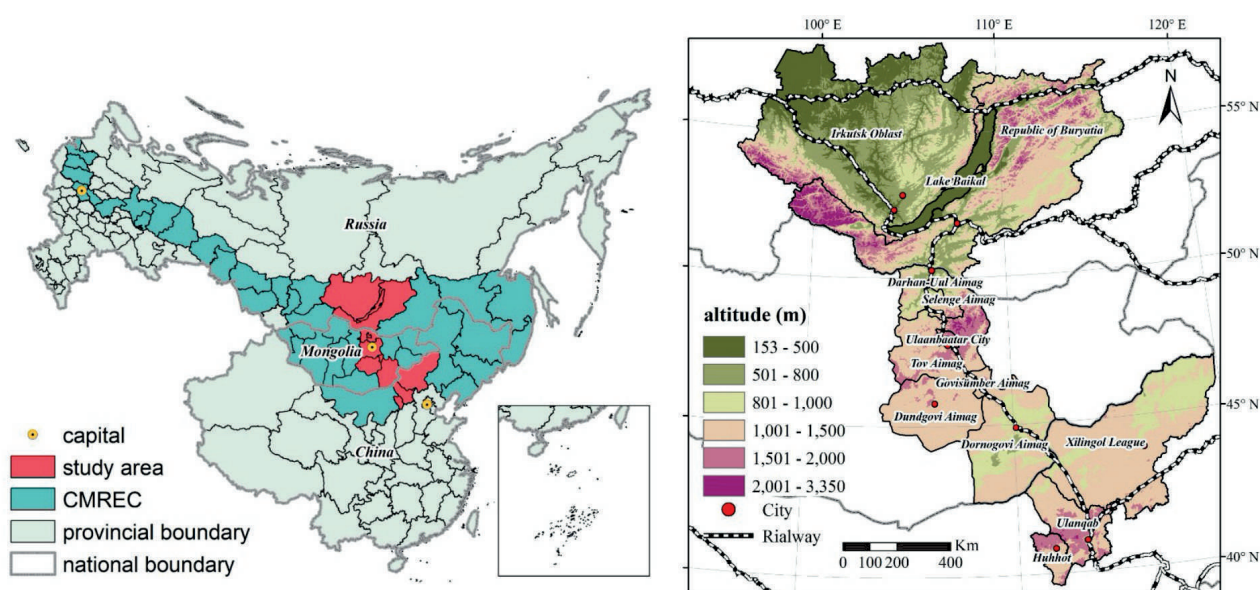 Russia
Mongolia
China
capital
study area
CMREC
provincial boundary
national boundary
100° E
110° E
120° E
N
55° N
50° N
45° N
40° N
Irkutsk Oblast
Republic of Buryatia
Lake Baikal
Darhan-Uul Aimag
Selenge Aimag
Ulaanbaatar City
Tov Aimag
Govisumber Aimag
Dundgovi Aimag
Dornogovi Aimag
Xilingol League
Ulanqab
Huhhot
altitude (m)
153 - 500
501 - 800
801 - 1,000
1,001 - 1,500
1,501 - 2,000
2,001 - 3,350
City
Rialway
Km
0 100 200 400